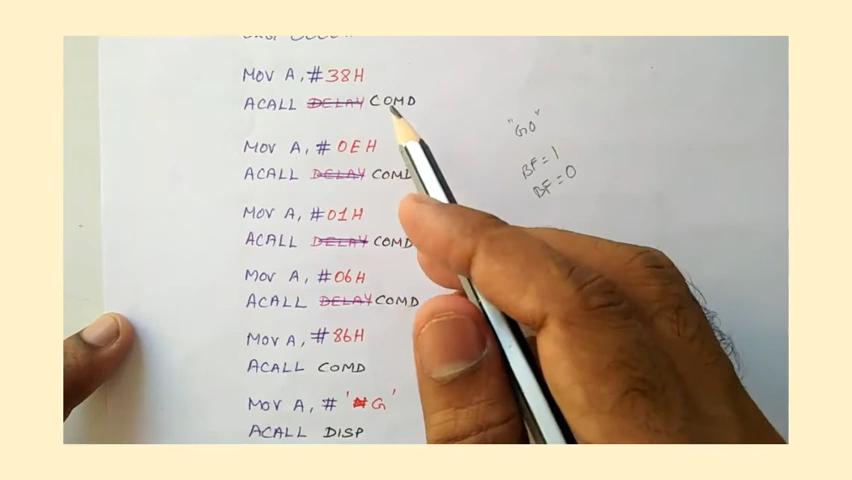 MOV A, #38H
ACALL DELAY COMD
MOV A, # 0EH
ACALL DELAY COMD
MOV A, #01H
ACALL DELAY COMD
MOV A, #06H
ACALL DELAY COMD
MOV A, # 86H
ACALL COMD
MOV A, # 'G'
ACALL DISP
"GO"
BF=1
BF=0